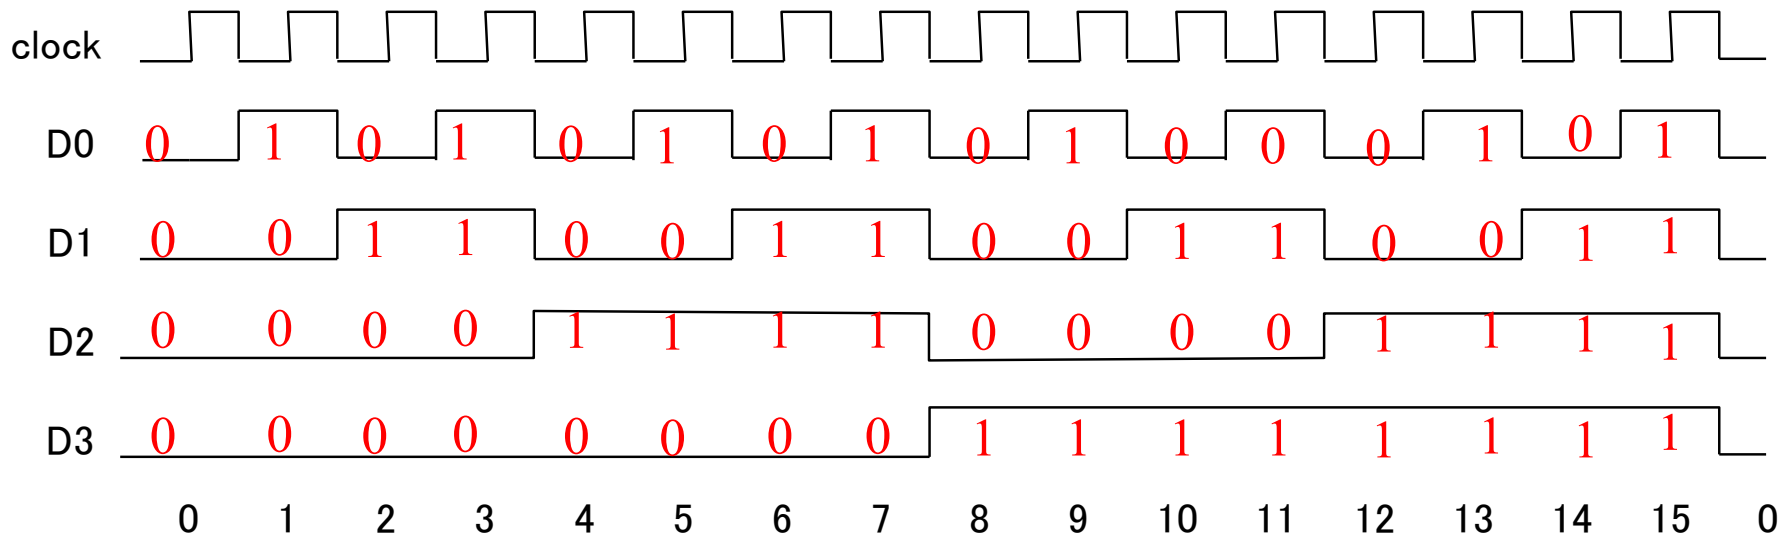 clock
D0 0 1 0 1 0 1 0 1 0 1 0 0 0 1 0 1
D1 0 0 1 1 0 0 1 1 0 0 1 1 0 0 1 1
D2 0 0 0 0 1 1 1 1 0 0 0 0 1 1 1 1
D3 0 0 0 0 0 0 0 0 1 1 1 1 1 1 1 1
0 1 2 3 4 5 6 7 8 9 10 11 12 13 14 15 0